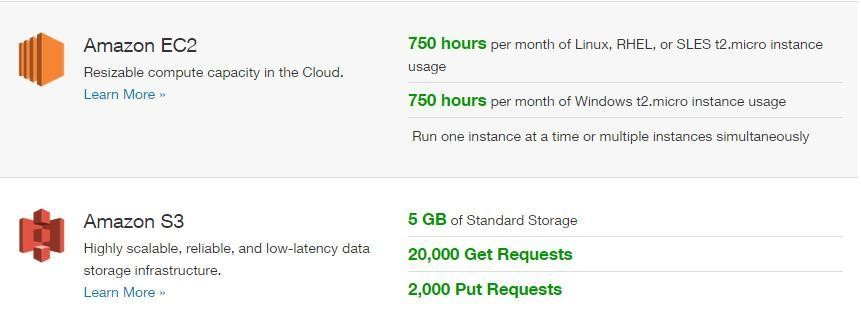 Amazon EC2
Resizable compute capacity in the Cloud.
Learn More »
750 hours per month of Linux, RHEL, or SLES t2.micro instance
usage
750 hours per month of Windows t2.micro instance usage
Run one instance at a time or multiple instances simultaneously
Amazon S3
Highly scalable, reliable, and low-latency data
storage infrastructure.
Learn More »
5 GB of Standard Storage
20,000 Get Requests
2,000 Put Requests